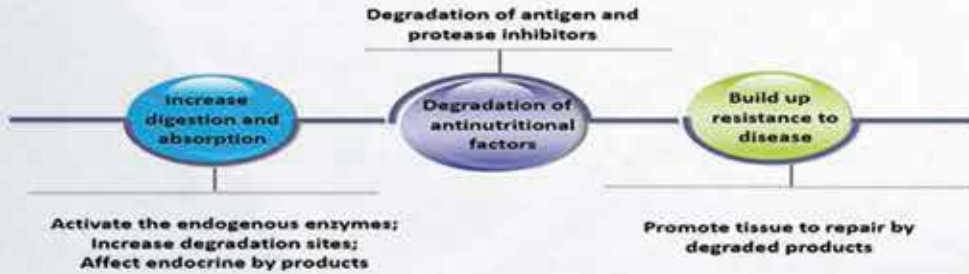 Degradation of antigen and
protease inhibitors
Increase
digestion and
absorption
Degradation of
antinutritional
factors
Build up
resistance to
disease
Activate the endogenous enzymes;
Increase degradation sites;
Affect endocrine by products
Promote tissue to repair by
degraded products